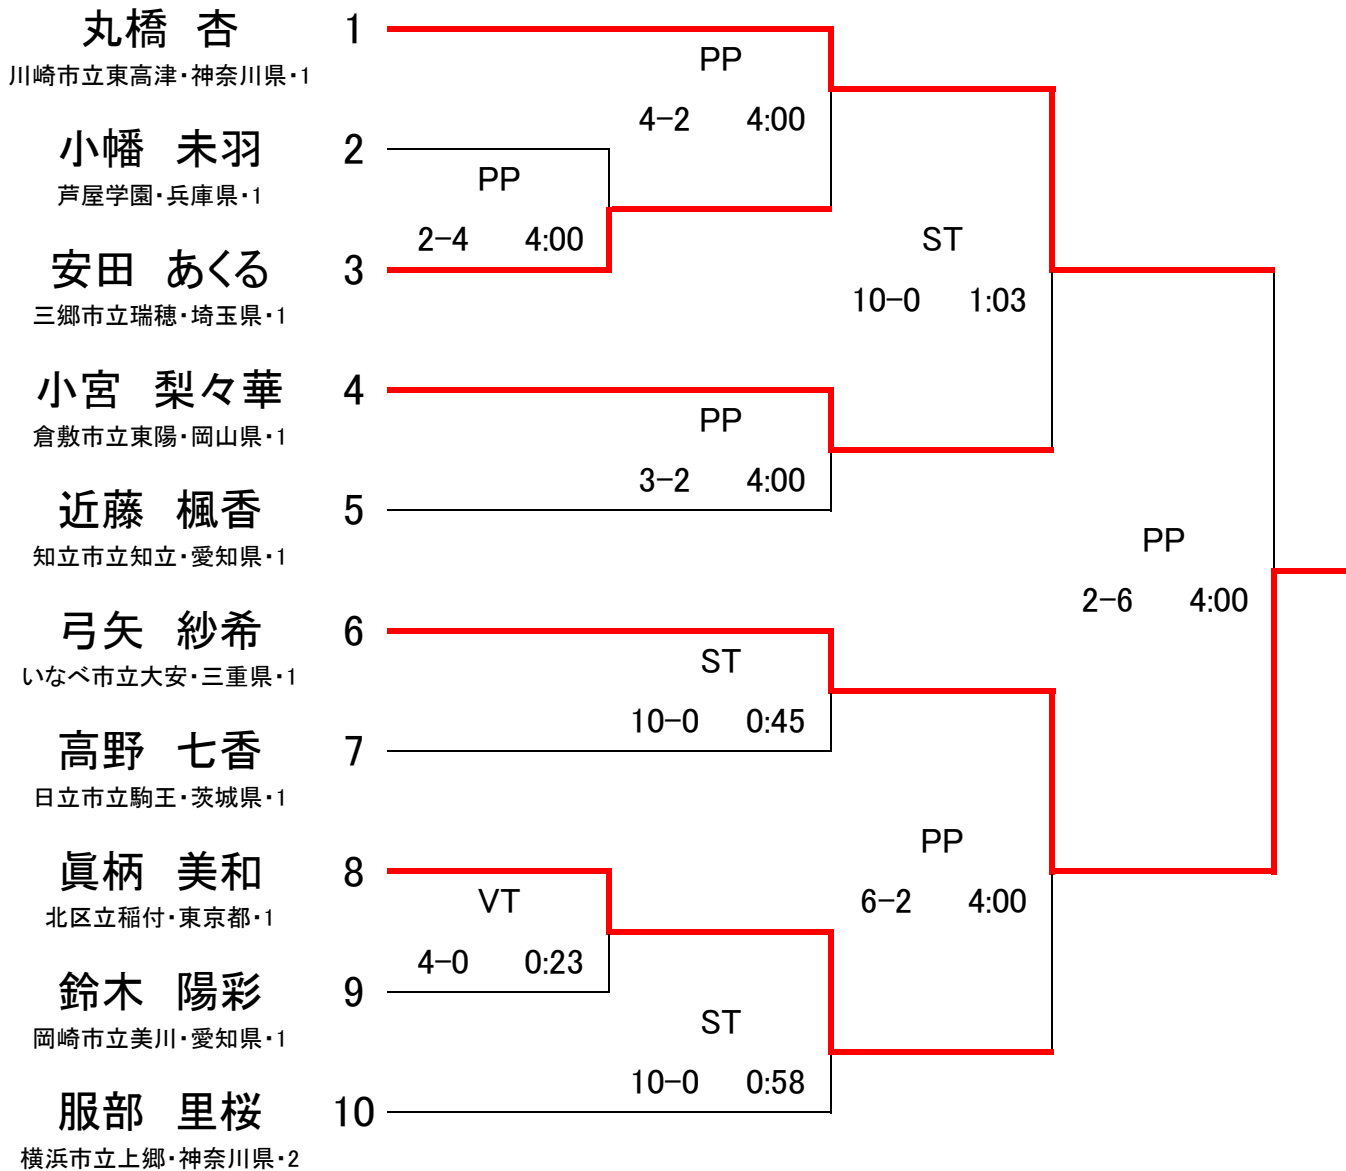 丸橋 杏 1
川崎市立東高津・神奈川県・1
PP
4-2 4:00
小幡 未羽 2
芦屋学園・兵庫県・1
PP
2-4 4:00
安田 あくる 3
三郷市立瑞穂・埼玉県・1
ST
10-0 1:03
小宮 梨々華 4
倉敷市立東陽・岡山県・1
PP
3-2 4:00
近藤 楓香 5
知立市立知立・愛知県・1
PP
2-6 4:00
弓矢 紗希 6
いなべ市立大安・三重県・1
ST
10-0 0:45
高野 七香 7
日立市立駒王・茨城県・1
PP
6-2 4:00
眞柄 美和 8
北区立稲付・東京都・1
VT
4-0 0:23
鈴木 陽彩 9
岡崎市立美川・愛知県・1
ST
10-0 0:58
服部 里桜 10
横浜市立上郷・神奈川県・2